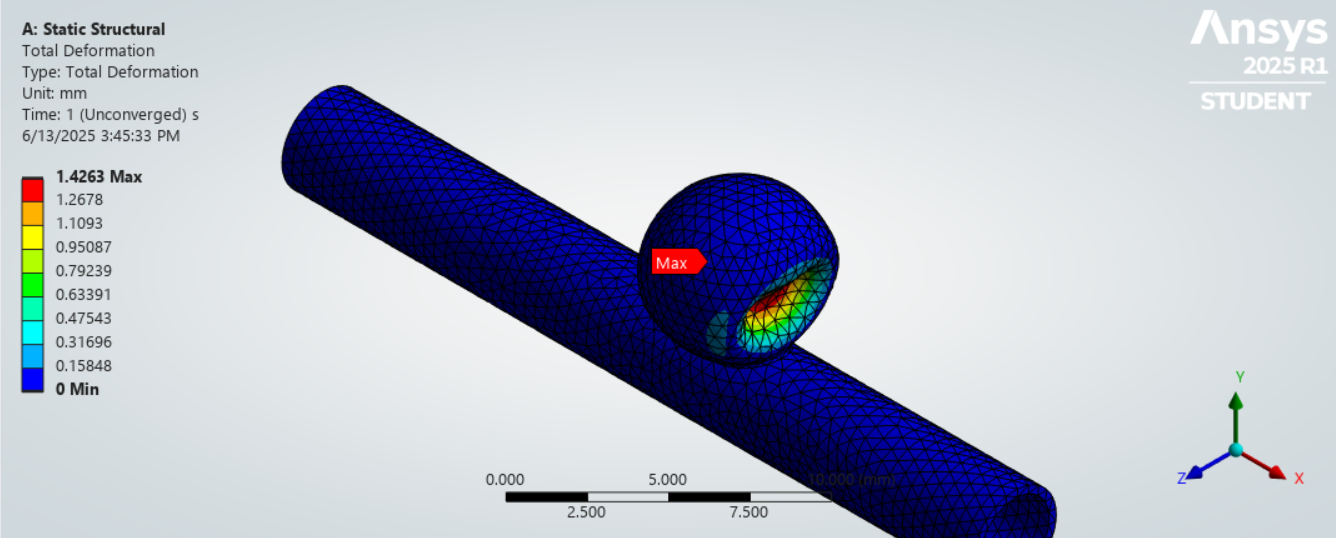 A: Static Structural
Total Deformation
Type: Total Deformation
Unit: mm
Time: 1 (Unconverged) s
6/13/2025 3:45:33 PM
1.4263 Max
1.2678
1.1093
0.95087
0.79239
0.63391
0.47543
0.31696
0.15848
0 Min
Ansys
2025 R1
STUDENT
Max
0.000 5.000 10.000 (mm)
2.500 7.500
Y
Z X